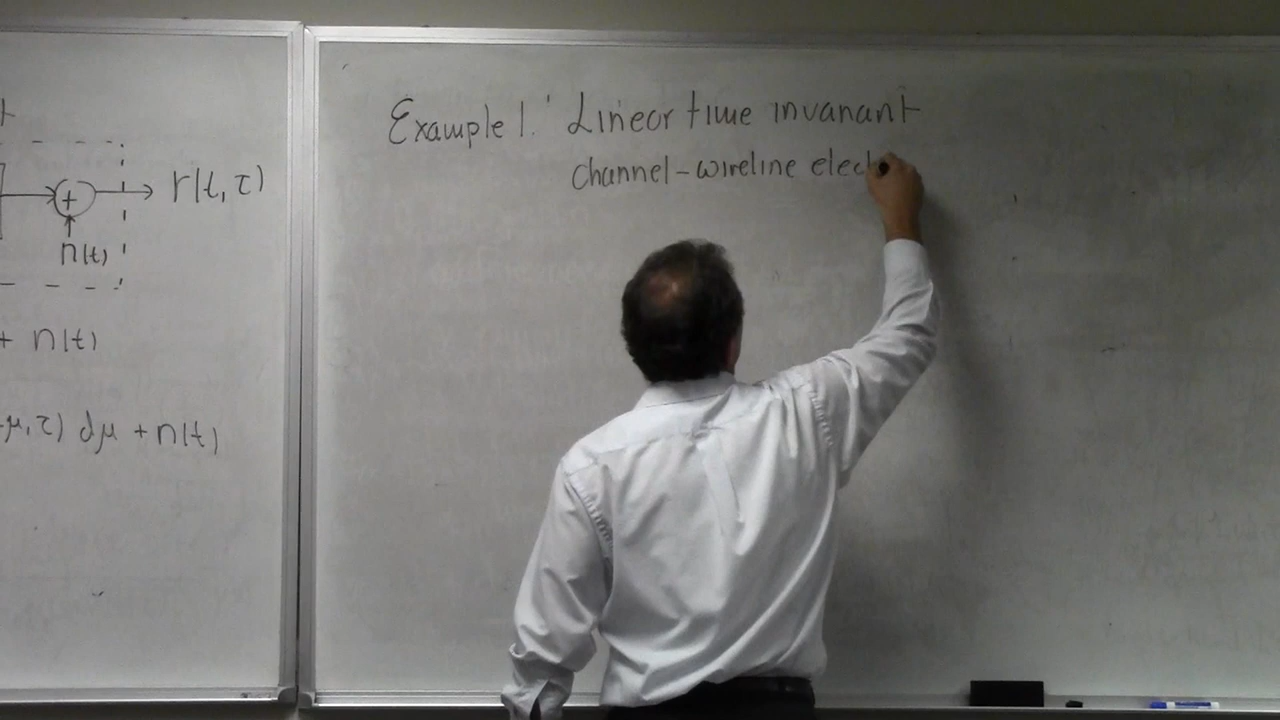 +
r(t,τ)
n(t)
+ n(t)
-μ,τ) dμ + n(t)
Example 1: Linear time invariant
channel-wireline elec